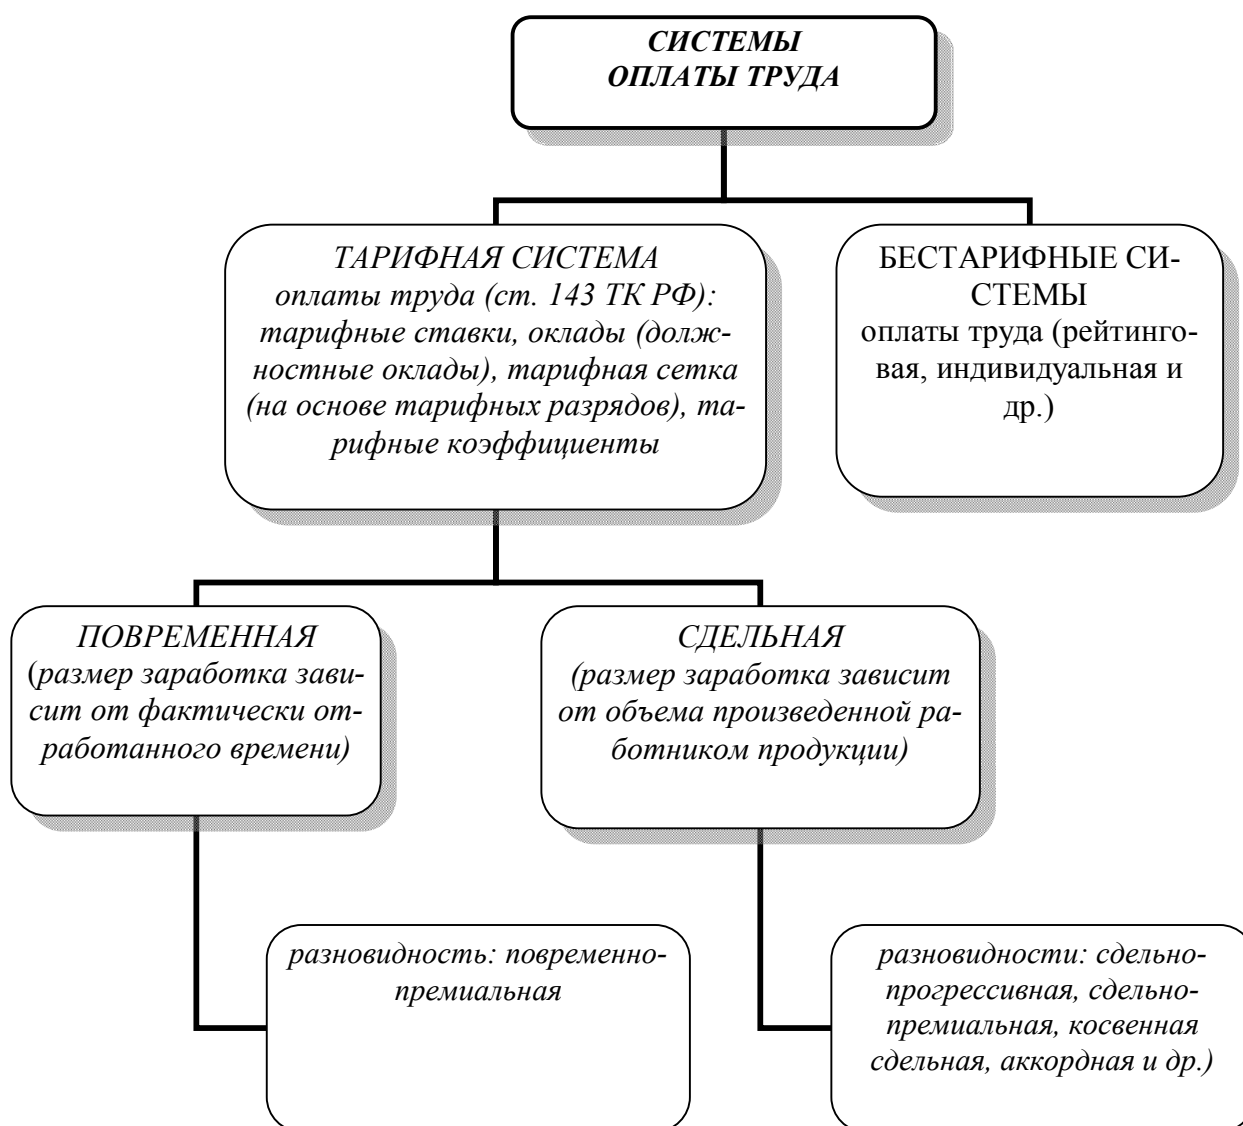 СИСТЕМЫ
ОПЛАТЫ ТРУДА
ТАРИФНАЯ СИСТЕМА
оплаты труда (ст. 143 ТК РФ):
тарифные ставки, оклады (долж-
ностные оклады), тарифная сетка
(на основе тарифных разрядов), та-
рифные коэффициенты
БЕСТАРИФНЫЕ СИ-
СТЕМЫ
оплаты труда (рейтинго-
вая, индивидуальная и
др.)
ПОВРЕМЕННАЯ
(размер заработка зави-
сит от фактически от-
работанного времени)
СДЕЛЬНАЯ
(размер заработка зависит
от объема произведенной ра-
ботником продукции)
разновидность: повременно-
премиальная
разновидности: сдельно-
прогрессивная, сдельно-
премиальная, косвенная
сдельная, аккордная и др.)